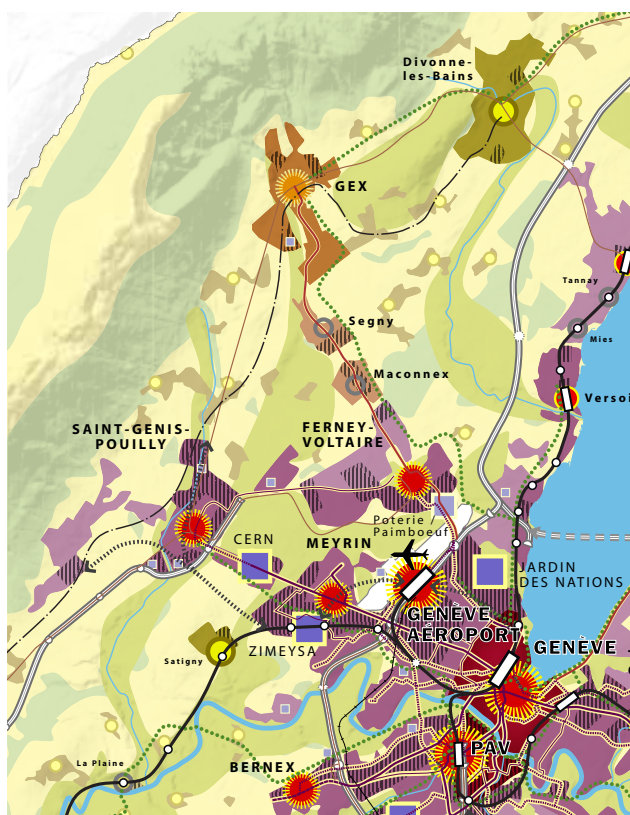 Divonne-
les-Bains
GEX
Tannay
Segny
Mies
Maconnex
Versoi
SAINT-GENIS-
POUILLY
FERNEY-
VOLTAIRE
Poterie
Paimboeuf
CERN
MEYRIN
JARDIN
DES NATIONS
GENÈVE
AÉROPORT
GENÈVE
ZIMEYSA
Satigny
PAV
La Plaine
BERNEX